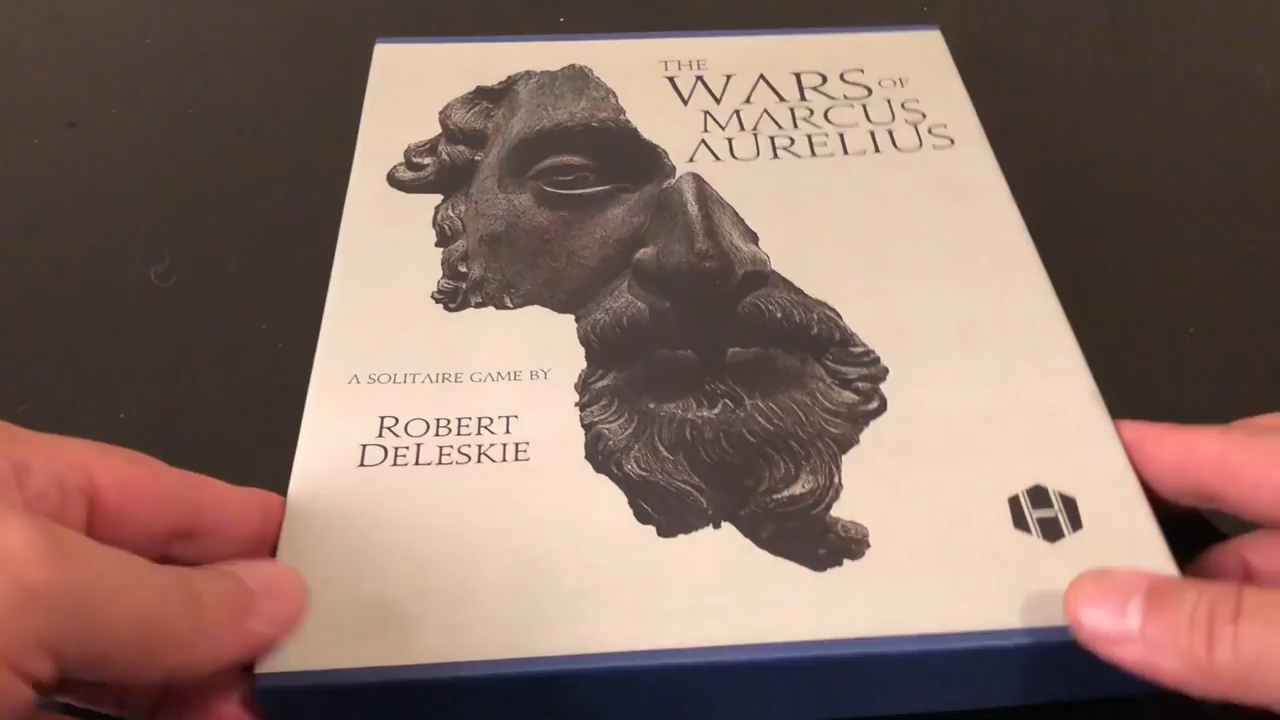 THE
WARS OF
MARCUS
AURELIUS
A SOLITAIRE GAME BY
ROBERT
DELESKIE
H